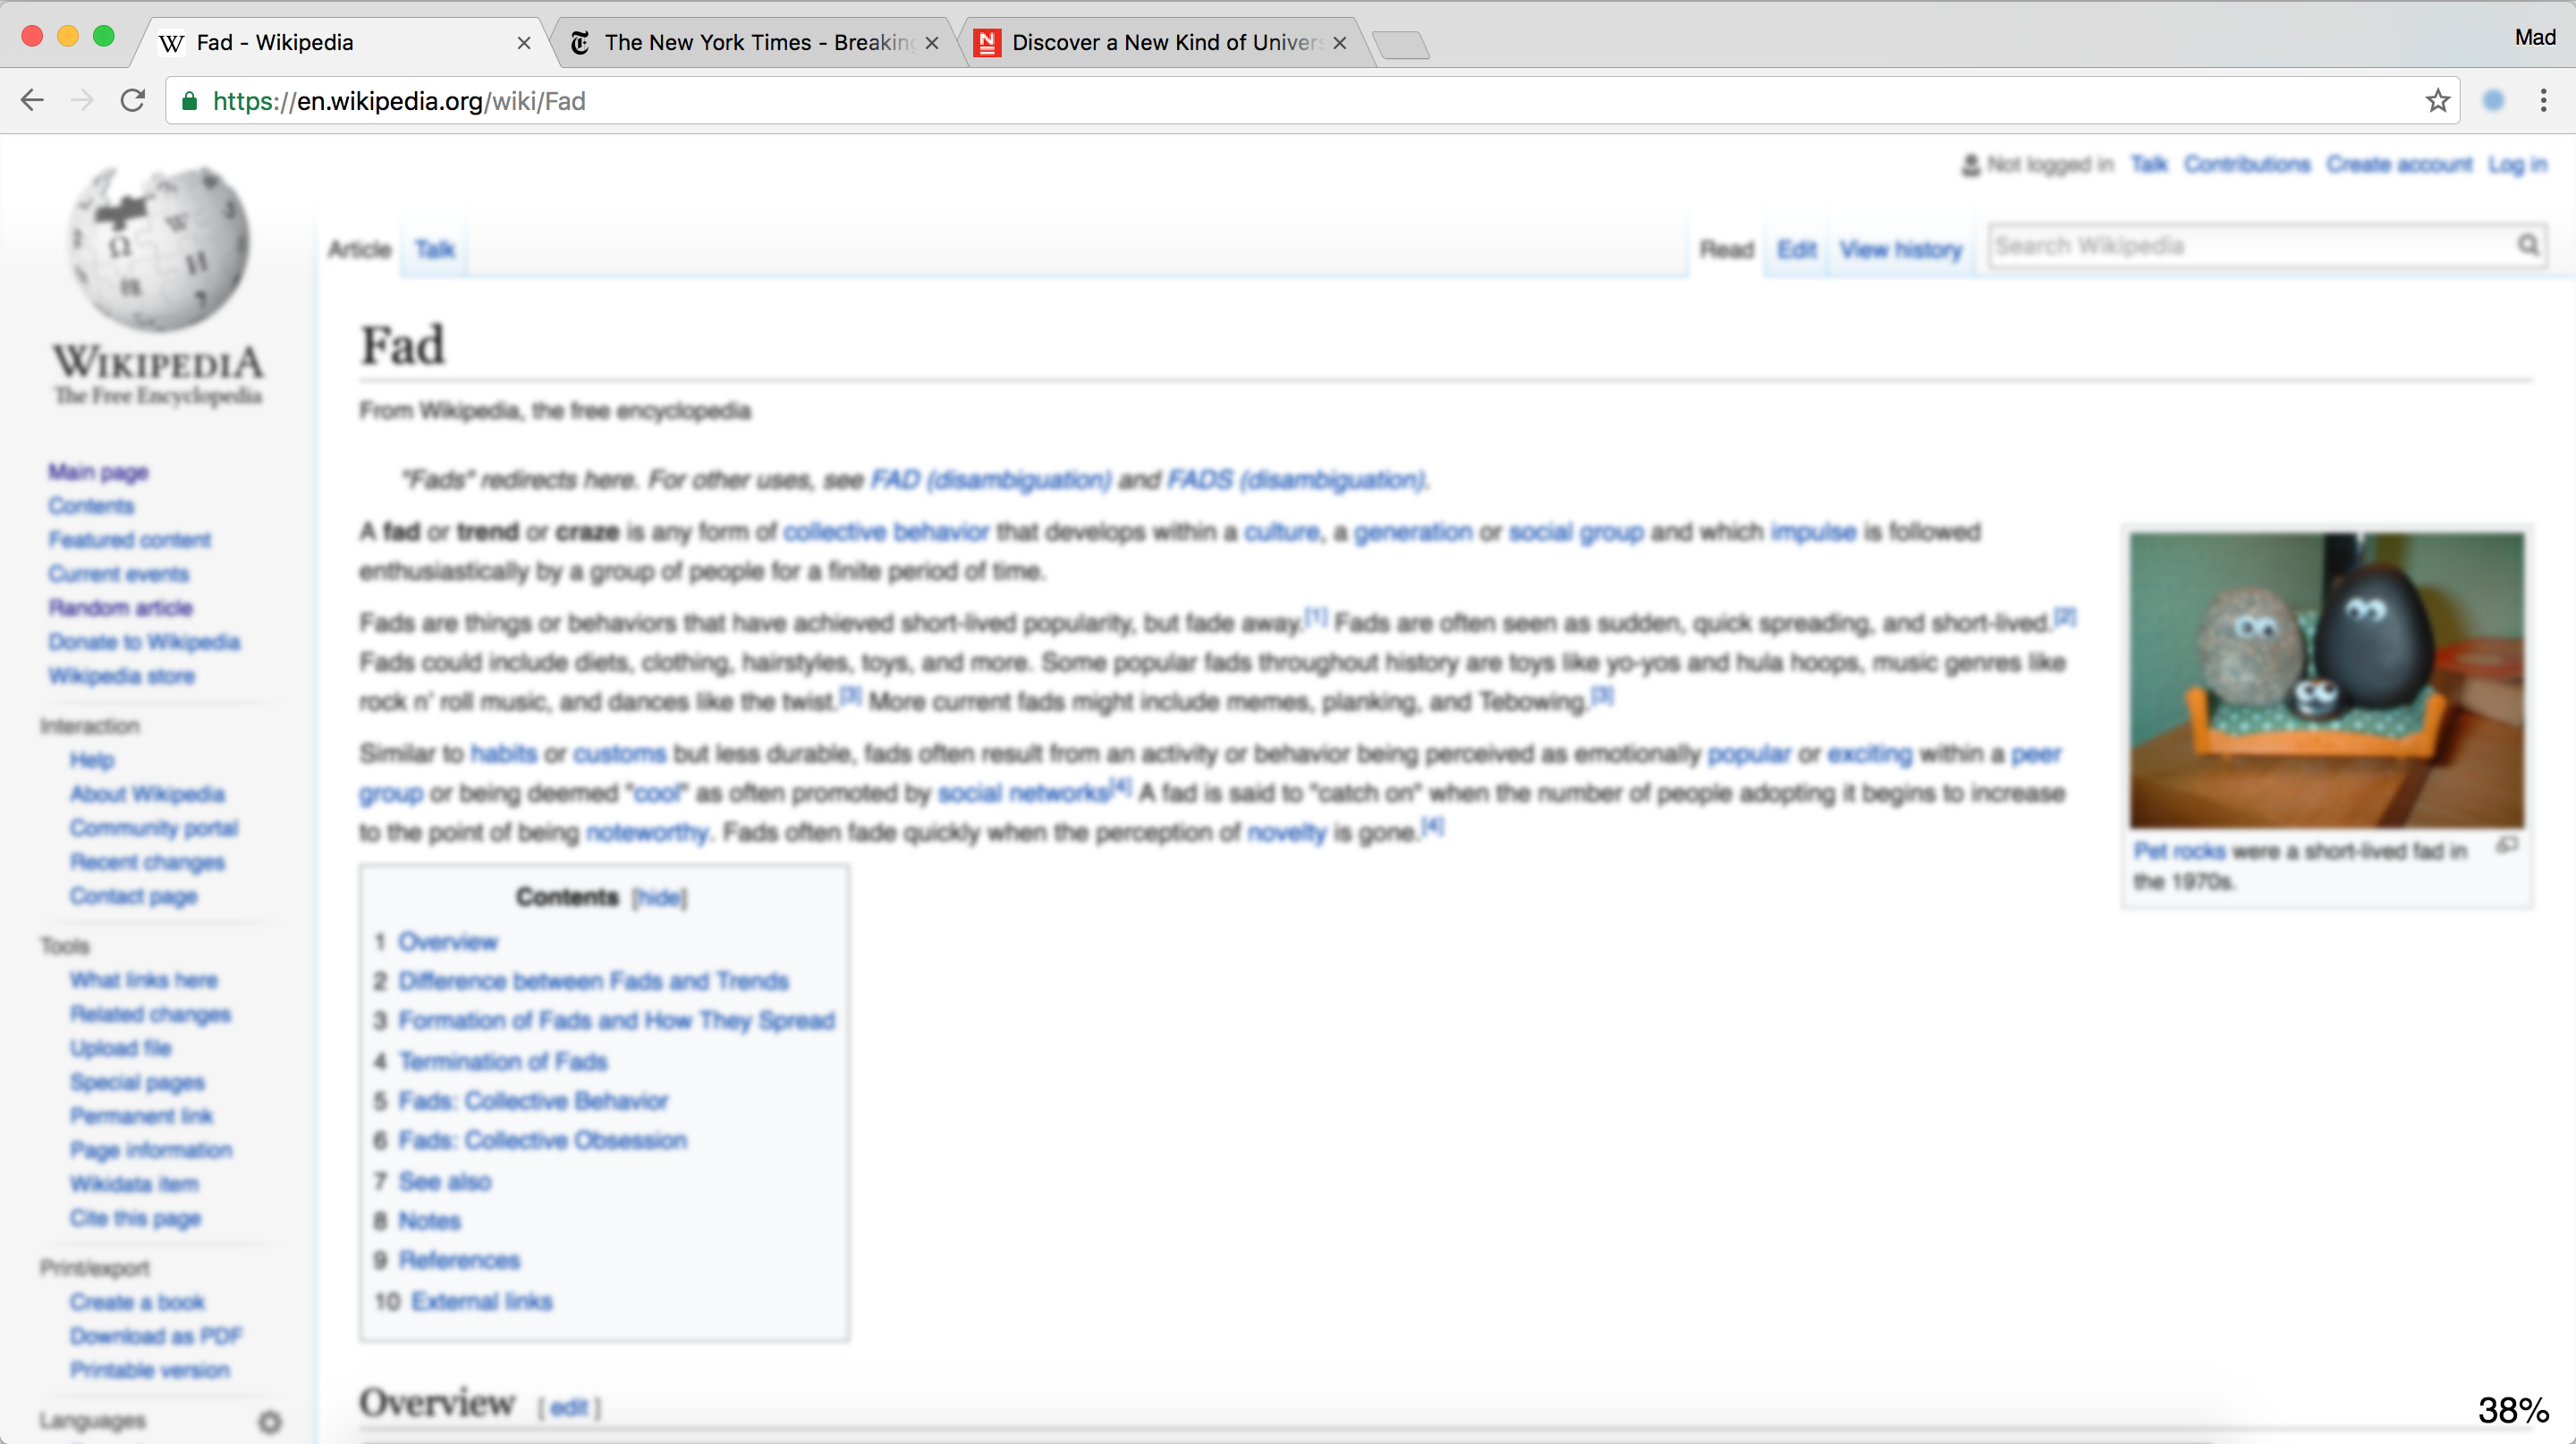 Fad - Wikipedia
The New York Times - Breaking
Discover a New Kind of Univers
Mad
https://en.wikipedia.org/wiki/Fad
Not logged in Talk Contributions Create account Log in
Article Talk
Read Edit View history Search Wikipedia
WIKIPEDIA
The Free Encyclopedia
Main page
Contents
Featured content
Current events
Random article
Donate to Wikipedia
Wikipedia store
Interaction
Help
About Wikipedia
Community portal
Recent changes
Contact page
Tools
What links here
Related changes
Upload file
Special pages
Permanent link
Page information
Wikidata item
Cite this page
Print/export
Create a book
Download as PDF
Printable version
Languages
Fad
From Wikipedia, the free encyclopedia
"Fads" redirects here. For other uses, see FAD (disambiguation) and FADS (disambiguation).
A fad or trend or craze is any form of collective behavior that develops within a culture, a generation or social group and which impulse is followed
enthusiastically by a group of people for a finite period of time.
Fads are things or behaviors that have achieved short-lived popularity, but fade away.[1] Fads are often seen as sudden, quick spreading, and short-lived.[2]
Fads could include diets, clothing, hairstyles, toys, and more. Some popular fads throughout history are toys like yo-yos and hula hoops, music genres like
rock n' roll music, and dances like the twist.[3] More current fads might include memes, planking, and Tebowing.[3]
Similar to habits or customs but less durable, fads often result from an activity or behavior being perceived as emotionally popular or exciting within a peer
group or being deemed "cool" as often promoted by social networks[4] A fad is said to "catch on" when the number of people adopting it begins to increase
to the point of being noteworthy. Fads often fade quickly when the perception of novelty is gone.[4]
Pet rocks were a short-lived fad in
the 1970s.
Contents [hide]
1 Overview
2 Difference between Fads and Trends
3 Formation of Fads and How They Spread
4 Termination of Fads
5 Fads: Collective Behavior
6 Fads: Collective Obsession
7 See also
8 Notes
9 References
10 External links
Overview [ edit ]
38%